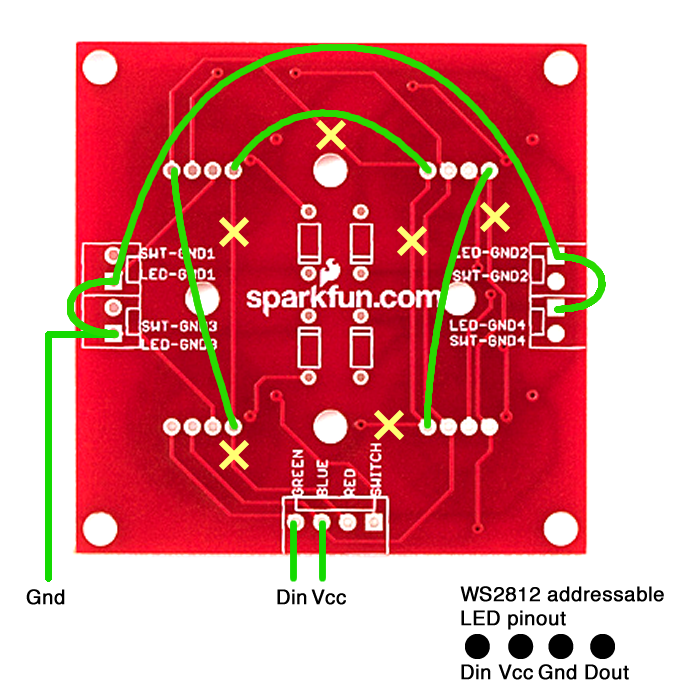 SWT-GND1
LED-GND1
LED-GND2
SWT-GND2
sparkfun.com
SWT-GND3
LED-GND3
LED-GND4
SWT-GND4
GREEN
BLUE
RED
SWITCH
Gnd
Din Vcc
WS2812 addressable
LED pinout
Din Vcc Gnd Dout